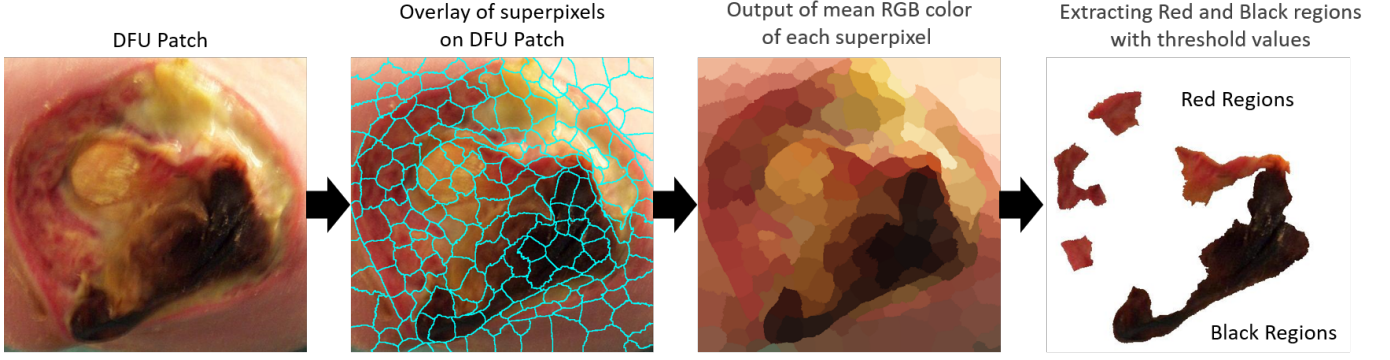 DFU Patch
Overlay of superpixels
on DFU Patch
Output of mean RGB color
of each superpixel
Extracting Red and Black regions
with threshold values
Red Regions
Black Regions